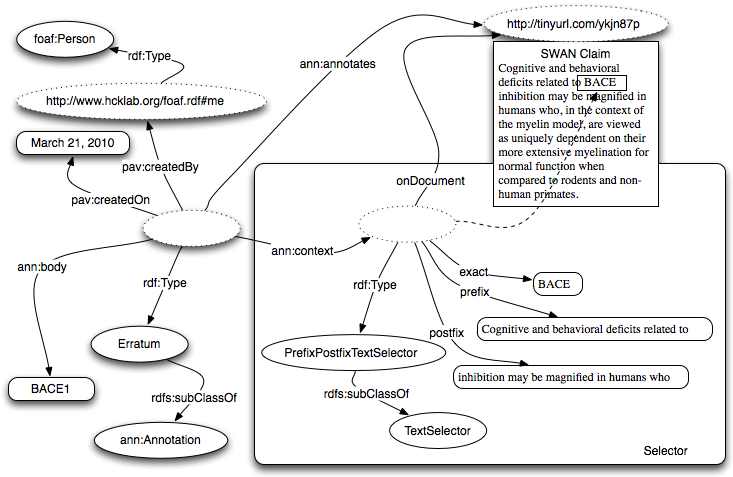 foaf:Person
rdf:Type
http://www.hcklab.org/foaf.rdf#me
March 21, 2010
pav:createdBy
pav:createdOn
ann:annotates
http://tinyurl.com/ykjn87p
SWAN Claim
Cognitive and behavioral
deficits related to BACE
inhibition may be magnified in
humans who, in the context of
the myelin model, are viewed
as uniquely dependent on their
more extensive myelination for
normal function when
compared to rodents and non-
human primates.
onDocument
ann:context
ann:body
rdf:Type
Erratum
BACE1
rdfs:subClassOf
ann:Annotation
rdf:Type
exact
BACE
prefix
Cognitive and behavioral deficits related to
postfix
inhibition may be magnified in humans who
PrefixPostfixTextSelector
rdfs:subClassOf
TextSelector
Selector